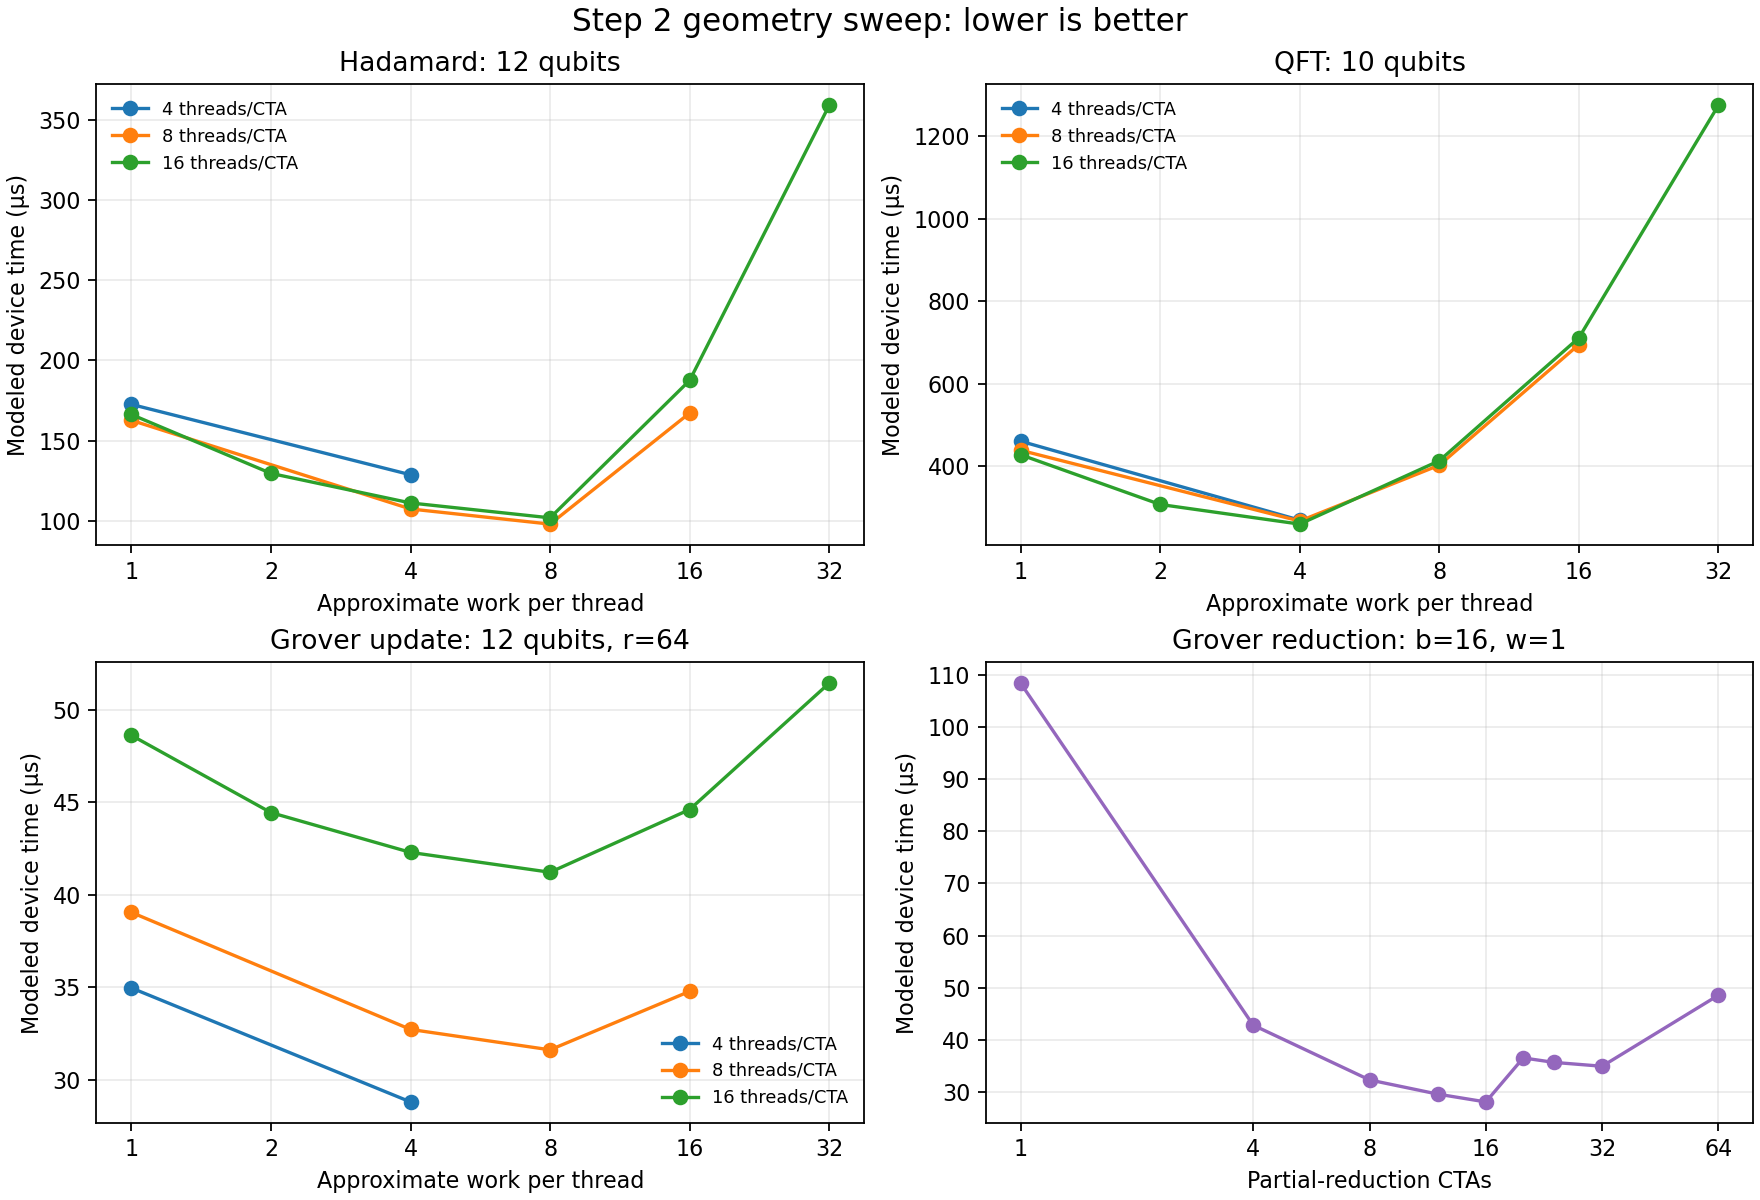 Step 2 geometry sweep: lower is better
Hadamard: 12 qubits
Modeled device time (µs)
350
300
250
200
150
100
4 threads/CTA
8 threads/CTA
16 threads/CTA
1 2 4 8 16 32
Approximate work per thread
QFT: 10 qubits
Modeled device time (µs)
1200
1000
800
600
400
4 threads/CTA
8 threads/CTA
16 threads/CTA
1 2 4 8 16 32
Approximate work per thread
Grover update: 12 qubits, r=64
Modeled device time (µs)
50
45
40
35
30
4 threads/CTA
8 threads/CTA
16 threads/CTA
1 2 4 8 16 32
Approximate work per thread
Grover reduction: b=16, w=1
Modeled device time (µs)
110
100
90
80
70
60
50
40
30
1 4 8 16 32 64
Partial-reduction CTAs